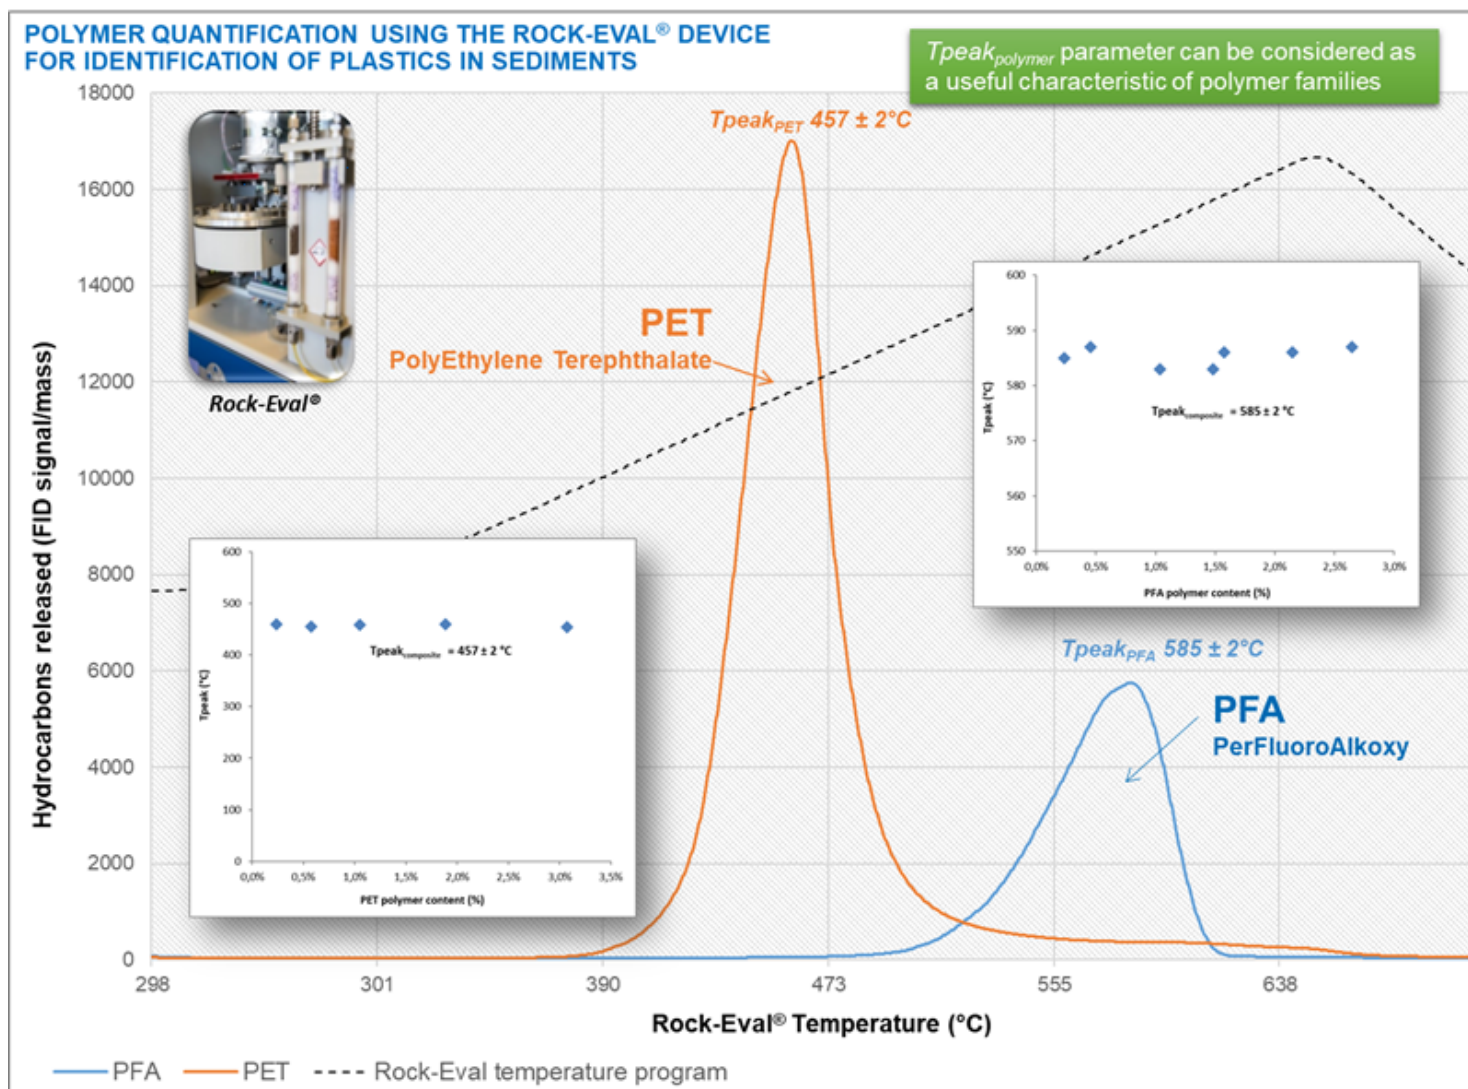 POLYMER QUANTIFICATION USING THE ROCK-EVAL® DEVICE
FOR IDENTIFICATION OF PLASTICS IN SEDIMENTS
Tpeakpolymer parameter can be considered as
a useful characteristic of polymer families
18000
16000
14000
12000
10000
8000
6000
4000
2000
0
Hydrocarbons released (FID signal/mass)
Rock-Eval®
TpeakPET 457 ± 2°C
PET
PolyEthylene Terephthalate
600
590
580
570
560
550
Tpeak (°C)
Tpeakcomposite = 585 ± 2 °C
0,0% 0,5% 1,0% 1,5% 2,0% 2,5% 3,0%
PFA polymer content (%)
600
500
400
300
200
100
0
Tpeak (°C)
Tpeakcomposite = 457 ± 2 °C
0,0% 0,5% 1,0% 1,5% 2,0% 2,5% 3,0% 3,5%
PET polymer content (%)
TpeakPFA 585 ± 2°C
PFA
PerFluoroAlkoxy
298 301 390 473 555 638
Rock-Eval® Temperature (°C)
PFA PET Rock-Eval temperature program